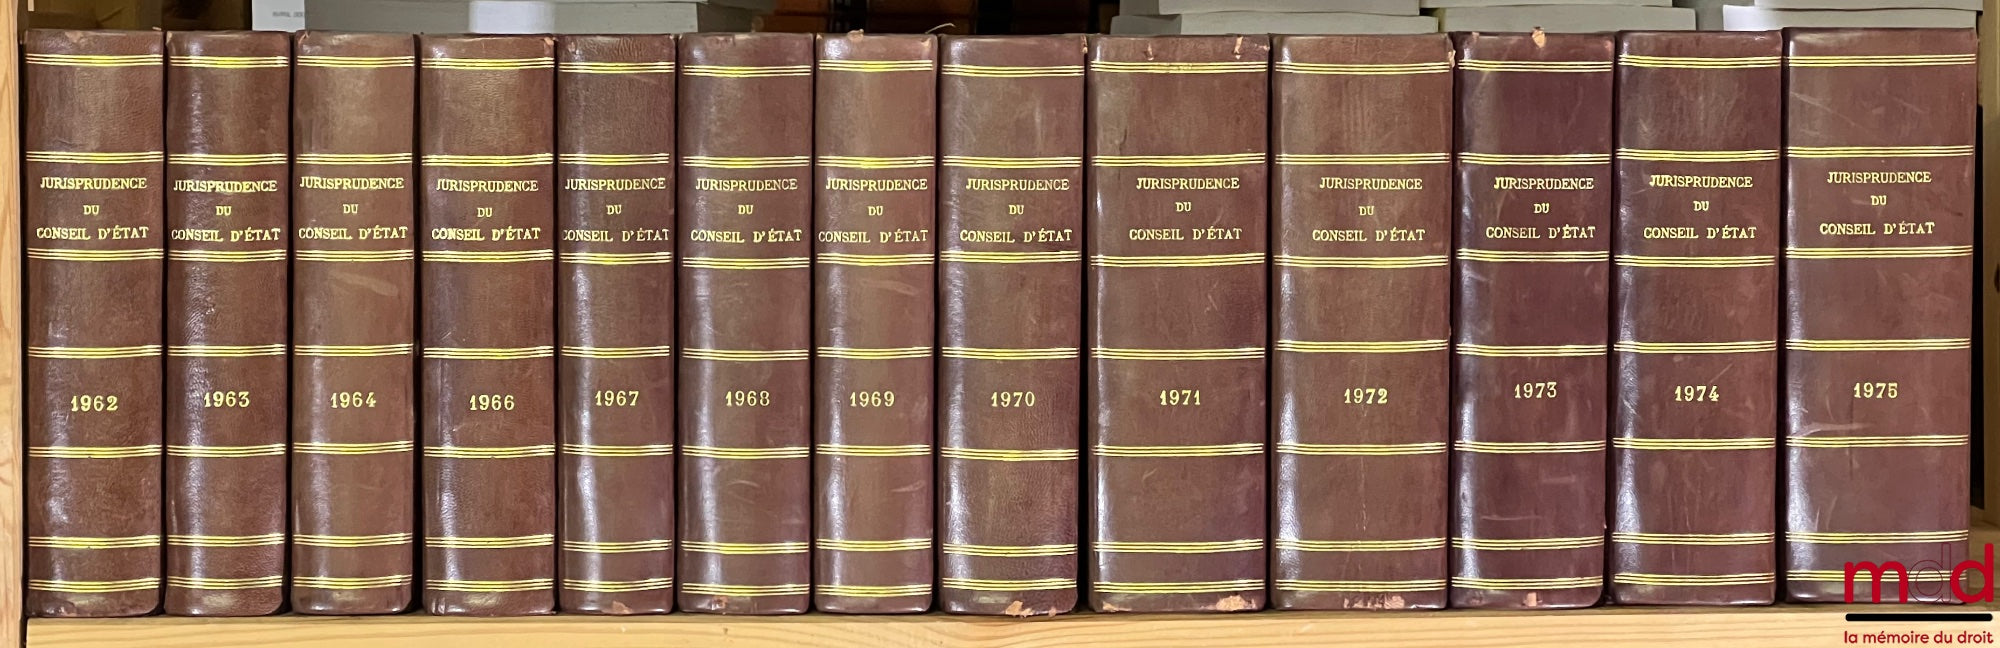 JURISPRUDENCE
DU
CONSEIL D'ÉTAT
1962
JURISPRUDENCE
DU
CONSEIL D'ÉTAT
1963
JURISPRUDENCE
DU
CONSEIL D'ÉTAT
1964
JURISPRUDENCE
DU
CONSEIL D'ÉTAT
1966
JURISPRUDENCE
DU
CONSEIL D'ÉTAT
1967
JURISPRUDENCE
DU
CONSEIL D'ÉTAT
1968
JURISPRUDENCE
DU
CONSEIL D'ÉTAT
1969
JURISPRUDENCE
DU
CONSEIL D'ÉTAT
1970
JURISPRUDENCE
DU
CONSEIL D'ÉTAT
1971
JURISPRUDENCE
DU
CONSEIL D'ÉTAT
1972
JURISPRUDENCE
DU
CONSEIL D'ÉTAT
1973
JURISPRUDENCE
DU
CONSEIL D'ÉTAT
1974
JURISPRUDENCE
DU
CONSEIL D'ÉTAT
1975
mdd
la mémoire du droit